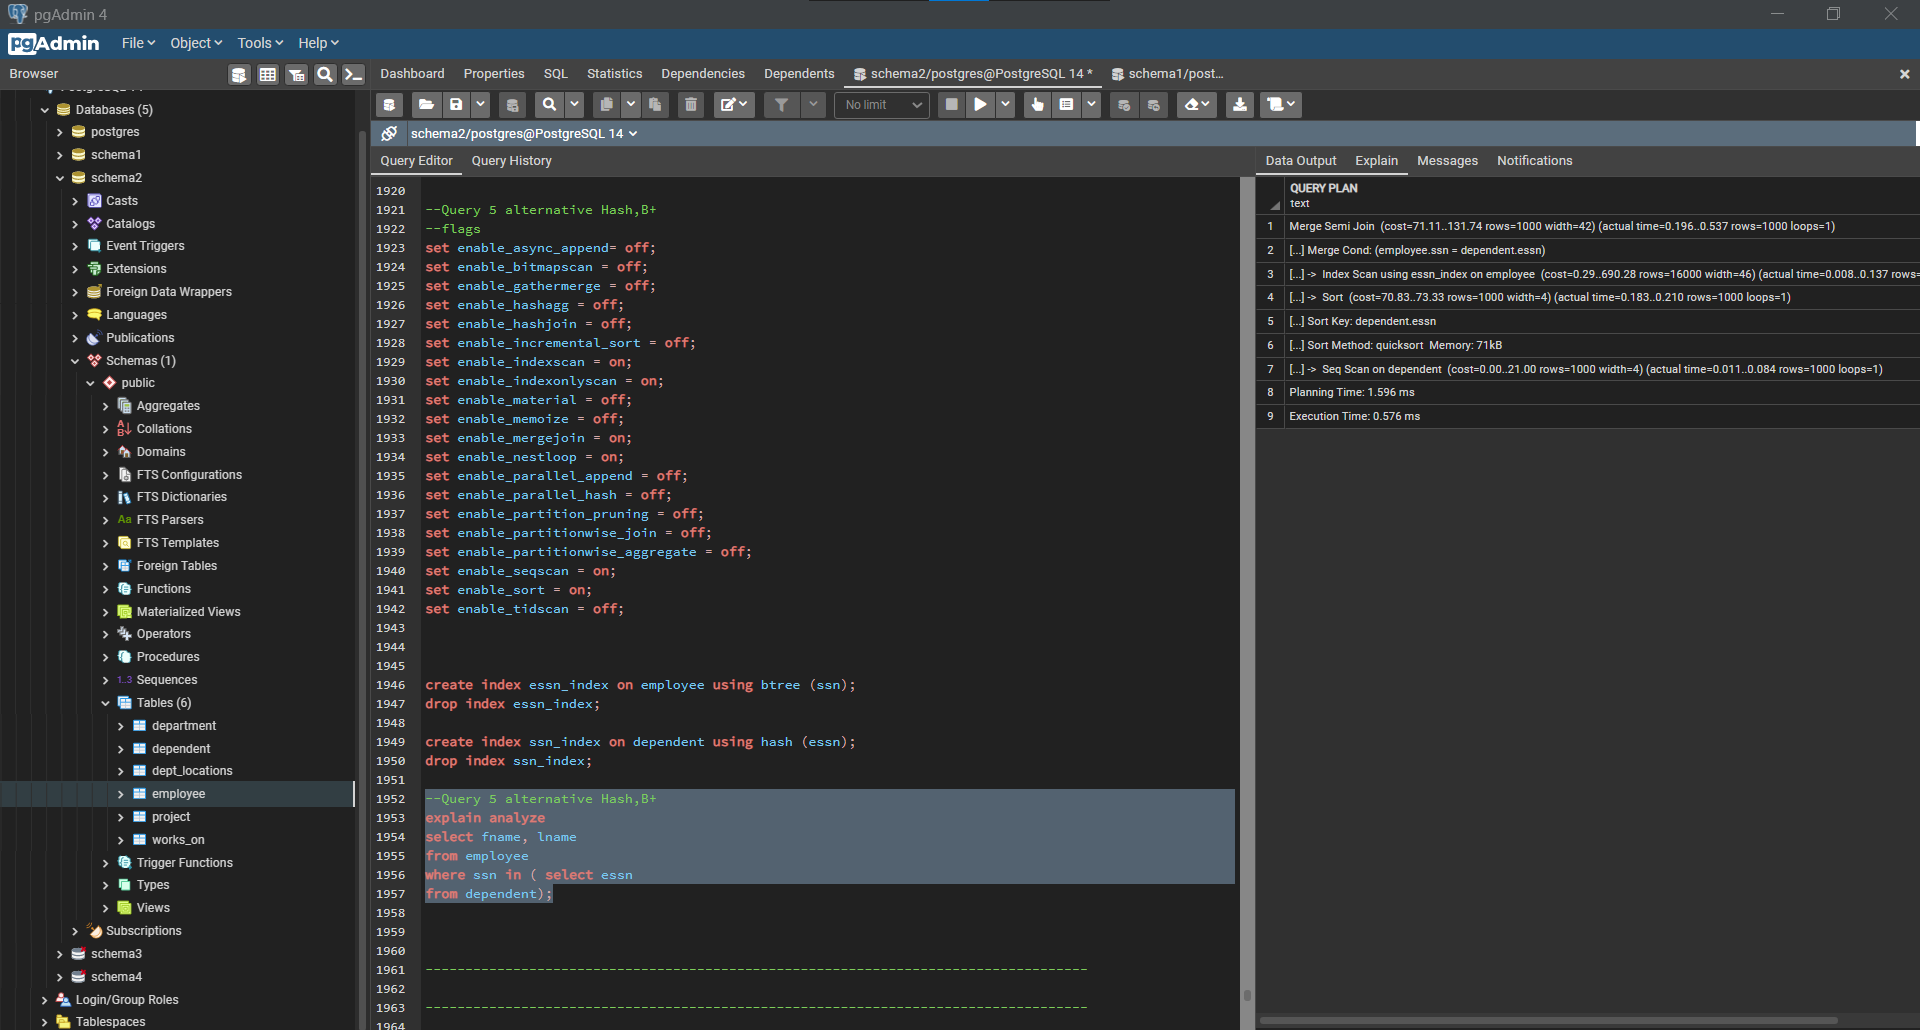 pgAdmin 4
pgAdmin File Object Tools Help
Browser
Dashboard Properties SQL Statistics Dependencies Dependents schema2/postgres@PostgreSQL 14 * schema1/post...
No limit
schema2/postgres@PostgreSQL 14
Databases (5)
postgres
schema1
schema2
Casts
Catalogs
Event Triggers
Extensions
Foreign Data Wrappers
Languages
Publications
Schemas (1)
public
Aggregates
Collations
Domains
FTS Configurations
FTS Dictionaries
FTS Parsers
FTS Templates
Foreign Tables
Functions
Materialized Views
Operators
Procedures
1..3 Sequences
Tables (6)
department
dependent
dept_locations
employee
project
works_on
Trigger Functions
Types
Views
Subscriptions
schema3
schema4
Login/Group Roles
Tablespaces
Query Editor Query History
1920
1921 --Query 5 alternative Hash,B+
1922 --flags
1923 set enable_async_append= off;
1924 set enable_bitmapscan = off;
1925 set enable_gathermerge = off;
1926 set enable_hashagg = off;
1927 set enable_hashjoin = off;
1928 set enable_incremental_sort = off;
1929 set enable_indexscan = on;
1930 set enable_indexonlyscan = on;
1931 set enable_material = off;
1932 set enable_memoize = off;
1933 set enable_mergejoin = on;
1934 set enable_nestloop = on;
1935 set enable_parallel_append = off;
1936 set enable_parallel_hash = off;
1937 set enable_partition_pruning = off;
1938 set enable_partitionwise_join = off;
1939 set enable_partitionwise_aggregate = off;
1940 set enable_seqscan = on;
1941 set enable_sort = on;
1942 set enable_tidscan = off;
1943
1944
1945
1946 create index essn_index on employee using btree (ssn);
1947 drop index essn_index;
1948
1949 create index ssn_index on dependent using hash (essn);
1950 drop index ssn_index;
1951
1952 --Query 5 alternative Hash,B+
1953 explain analyze
1954 select fname, lname
1955 from employee
1956 where ssn in ( select essn
1957 from dependent);
1958
1959
1960
1961 -----------------------------------------------------------------------------------
1962
1963 -----------------------------------------------------------------------------------
1964
Data Output Explain Messages Notifications
QUERY PLAN
text
1 Merge Semi Join (cost=71.11..131.74 rows=1000 width=42) (actual time=0.196..0.537 rows=1000 loops=1)
2 [...] Merge Cond: (employee.ssn = dependent.essn)
3 [...] -> Index Scan using essn_index on employee (cost=0.29..690.28 rows=16000 width=46) (actual time=0.008..0.137 rows=
4 [...] -> Sort (cost=70.83..73.33 rows=1000 width=4) (actual time=0.183..0.210 rows=1000 loops=1)
5 [...] Sort Key: dependent.essn
6 [...] Sort Method: quicksort Memory: 71kB
7 [...] -> Seq Scan on dependent (cost=0.00..21.00 rows=1000 width=4) (actual time=0.011..0.084 rows=1000 loops=1)
8 Planning Time: 1.596 ms
9 Execution Time: 0.576 ms